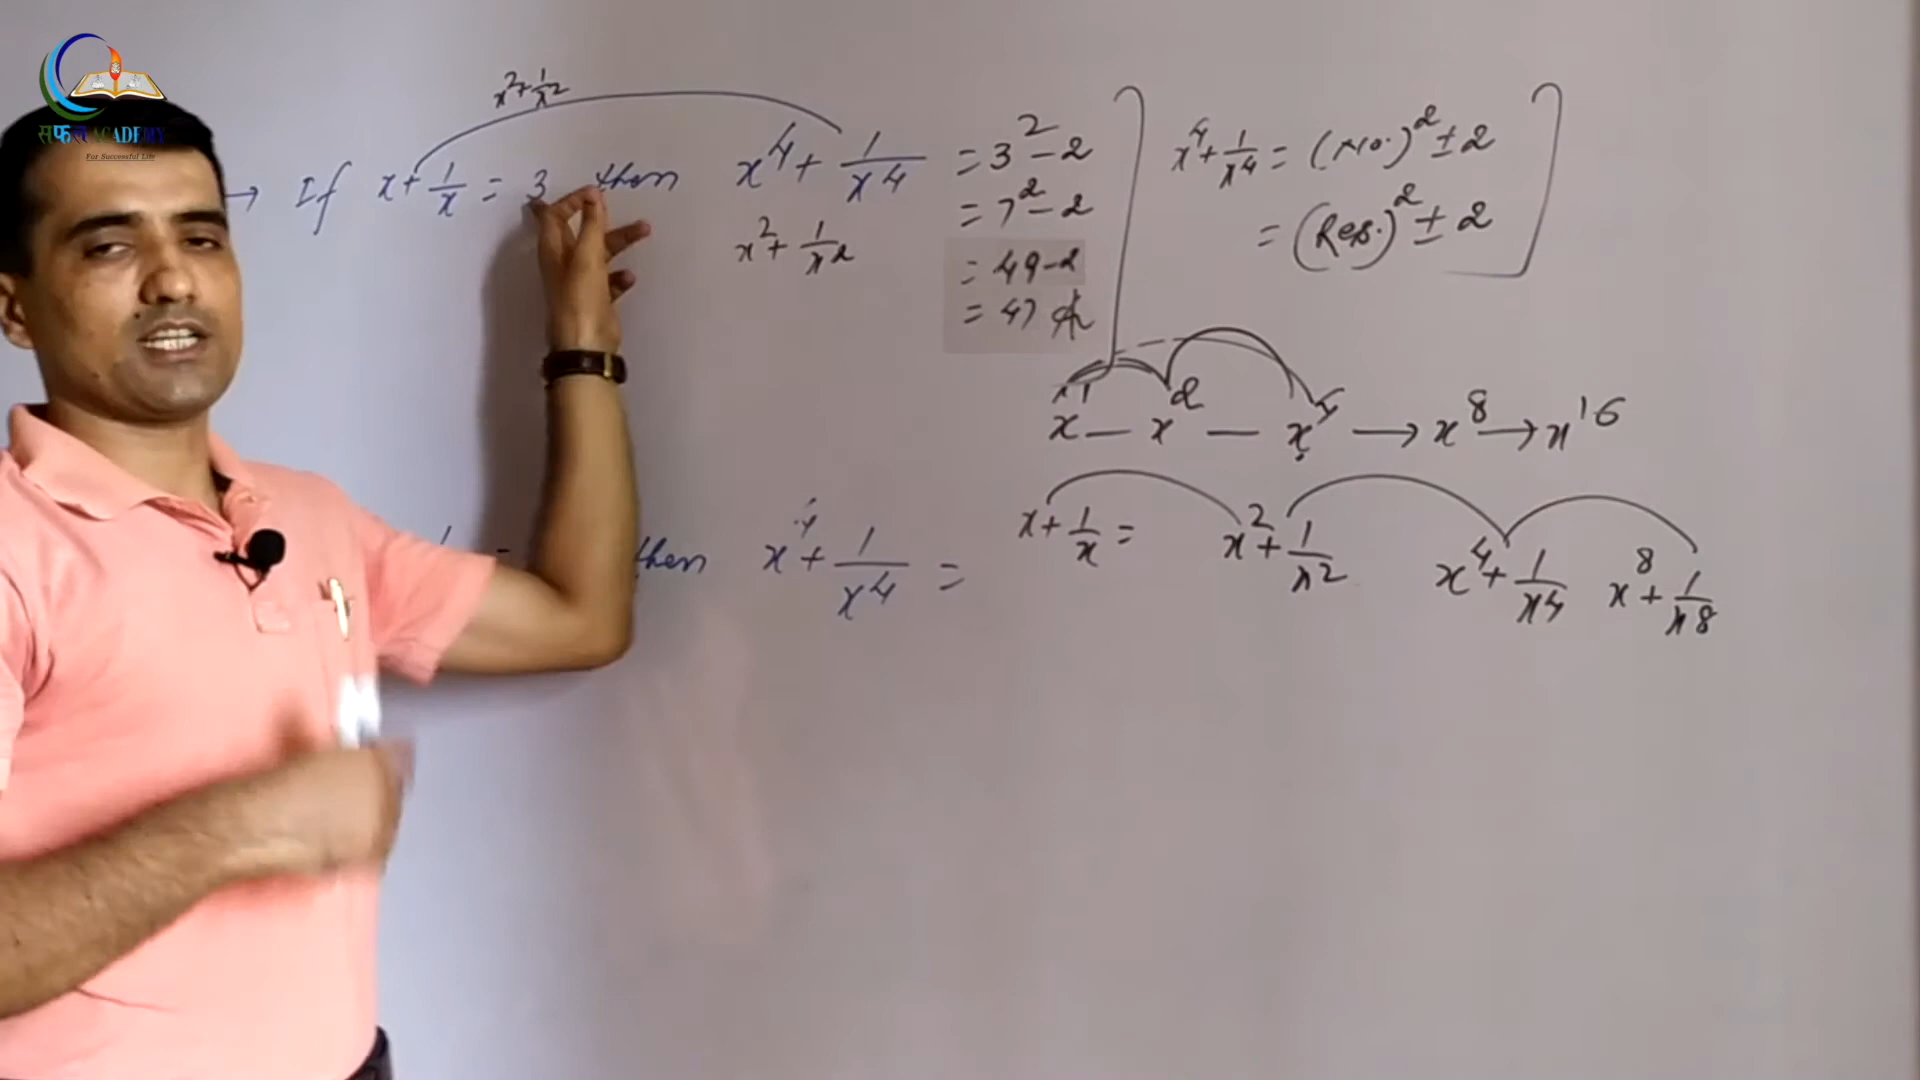 सफल ACADEMY
For Successful Life
x² + 1/x²
→ If x + 1/x = 3 then x⁴ + 1/x⁴ = 3² - 2
= 7² - 2
x² + 1/x²
= 49 - 2
= 47
x⁴ + 1/x⁴ = (No.)² ± 2
= (Res.)² ± 2
x — x² — x⁴ → x⁸ → x¹⁶
then x⁴ + 1/x⁴ =
x + 1/x = x² + 1/x² x⁴ + 1/x⁴ x⁸ + 1/x⁸